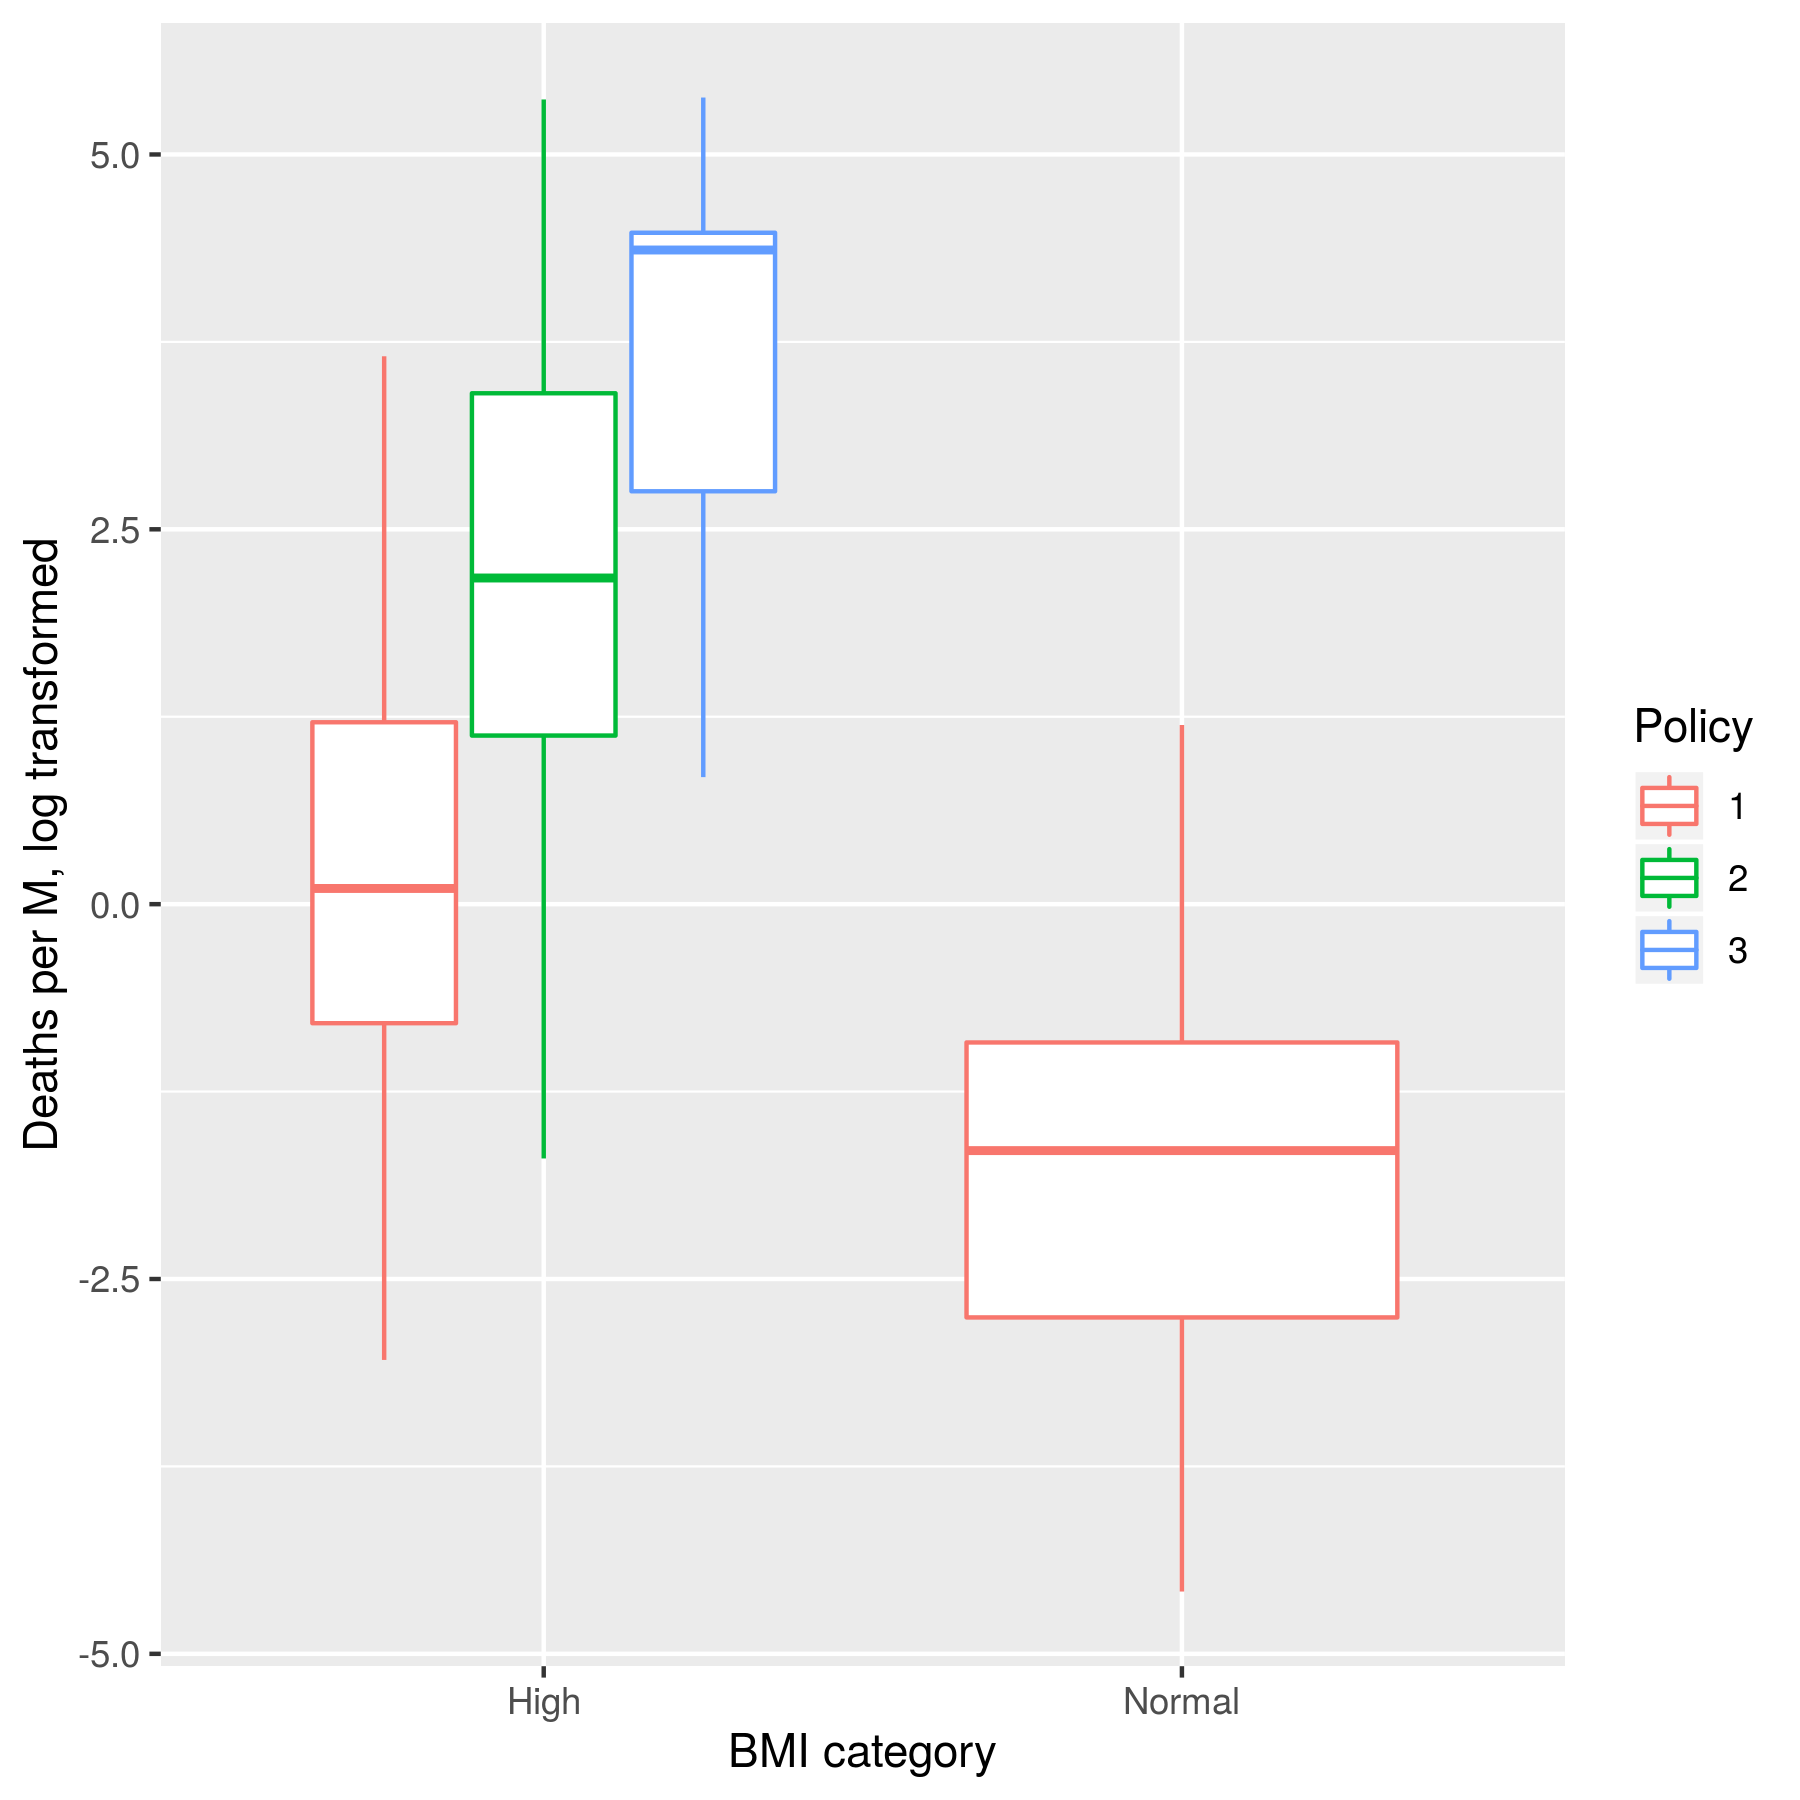 Deaths per M, log transformed
5.0
2.5
0.0
-2.5
-5.0
High
Normal
BMI category
Policy
1
2
3